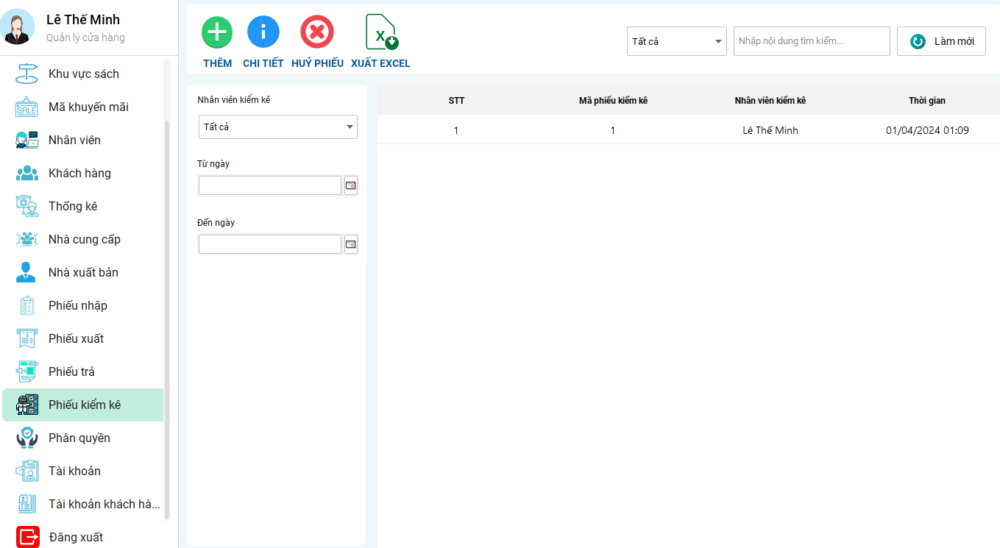 Lê Thế Minh
Quản lý cửa hàng
Khu vực sách
SALE
Mã khuyến mãi
Nhân viên
Khách hàng
Thống kê
Nhà cung cấp
Nhà xuất bản
Phiếu nhập
Phiếu xuất
Phiếu trả
Phiếu kiểm kê
Phân quyền
Tài khoản
Tài khoản khách hà...
Đăng xuất
THÊM CHI TIẾT HUỶ PHIẾU XUẤT EXCEL
Tất cả Nhập nội dung tìm kiếm... Làm mới
Nhân viên kiểm kê
Tất cả
Từ ngày
Đến ngày
STT Mã phiếu kiểm kê Nhân viên kiểm kê Thời gian
1 1 Lê Thế Minh 01/04/2024 01:09